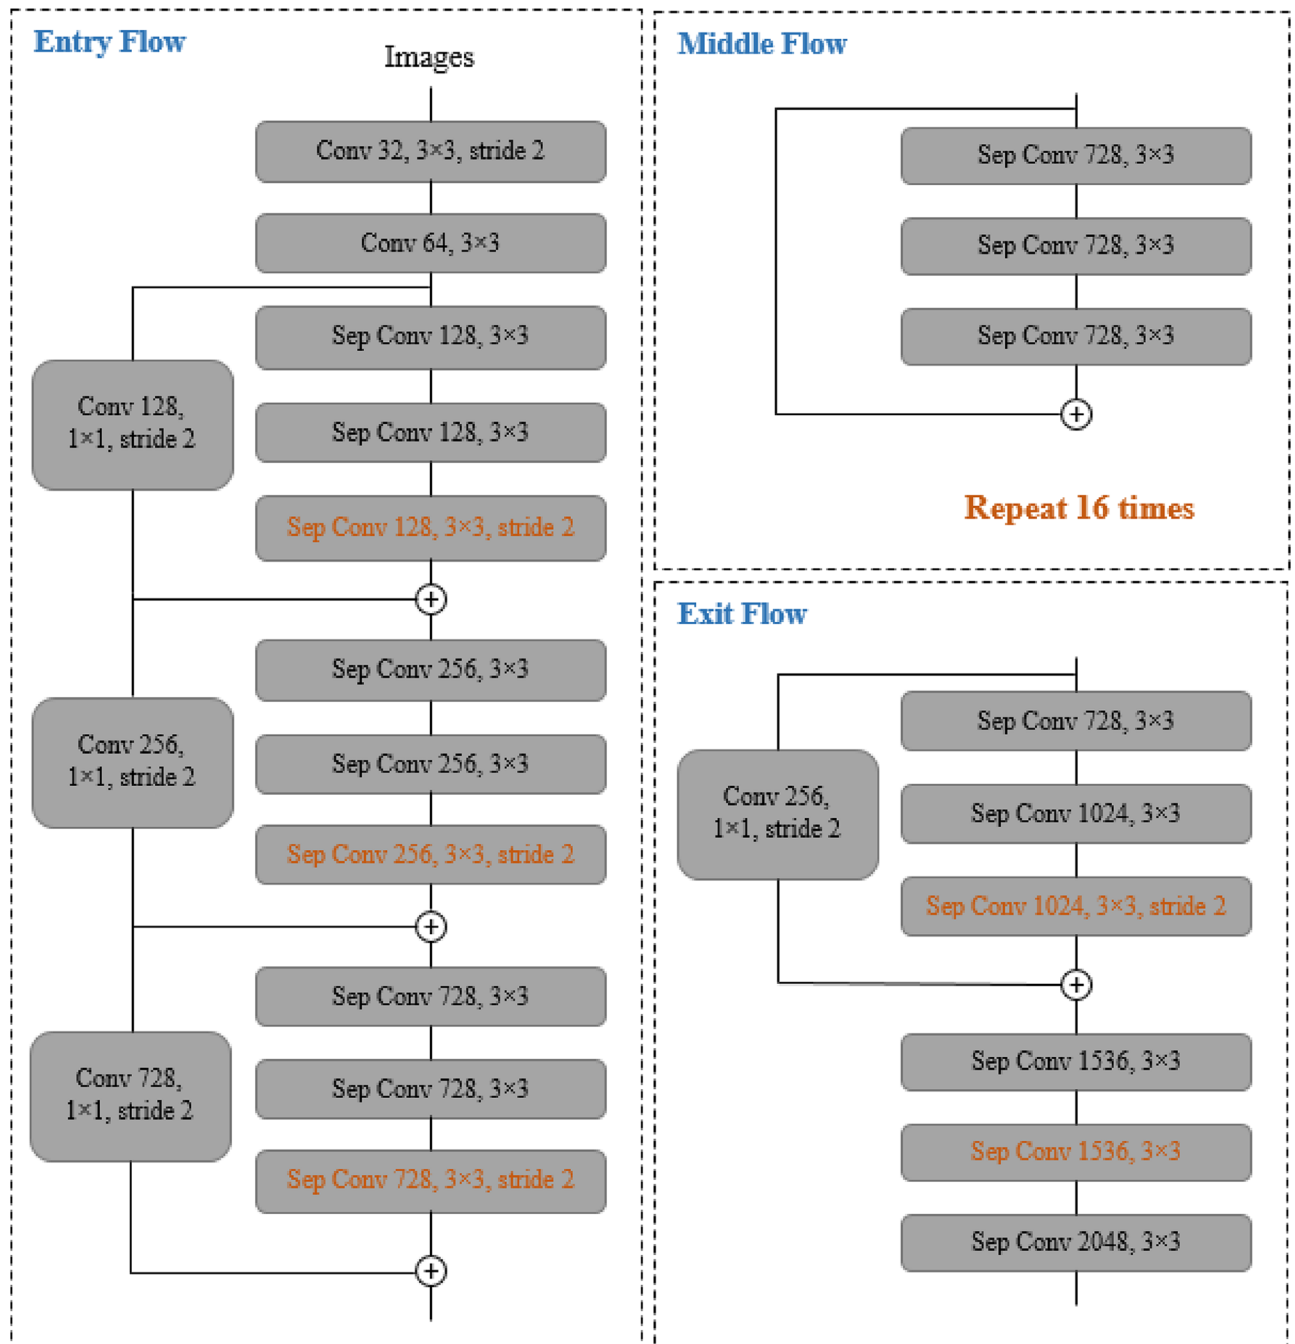 Entry Flow
Images
Conv 32, 3×3, stride 2
Conv 64, 3×3
Sep Conv 128, 3×3
Conv 128,
1×1, stride 2
Sep Conv 128, 3×3
Sep Conv 128, 3×3, stride 2
+
Sep Conv 256, 3×3
Conv 256,
1×1, stride 2
Sep Conv 256, 3×3
Sep Conv 256, 3×3, stride 2
+
Sep Conv 728, 3×3
Conv 728,
1×1, stride 2
Sep Conv 728, 3×3
Sep Conv 728, 3×3, stride 2
+
Middle Flow
Sep Conv 728, 3×3
Sep Conv 728, 3×3
Sep Conv 728, 3×3
+
Repeat 16 times
Exit Flow
Sep Conv 728, 3×3
Conv 256,
1×1, stride 2
Sep Conv 1024, 3×3
Sep Conv 1024, 3×3, stride 2
+
Sep Conv 1536, 3×3
Sep Conv 1536, 3×3
Sep Conv 2048, 3×3